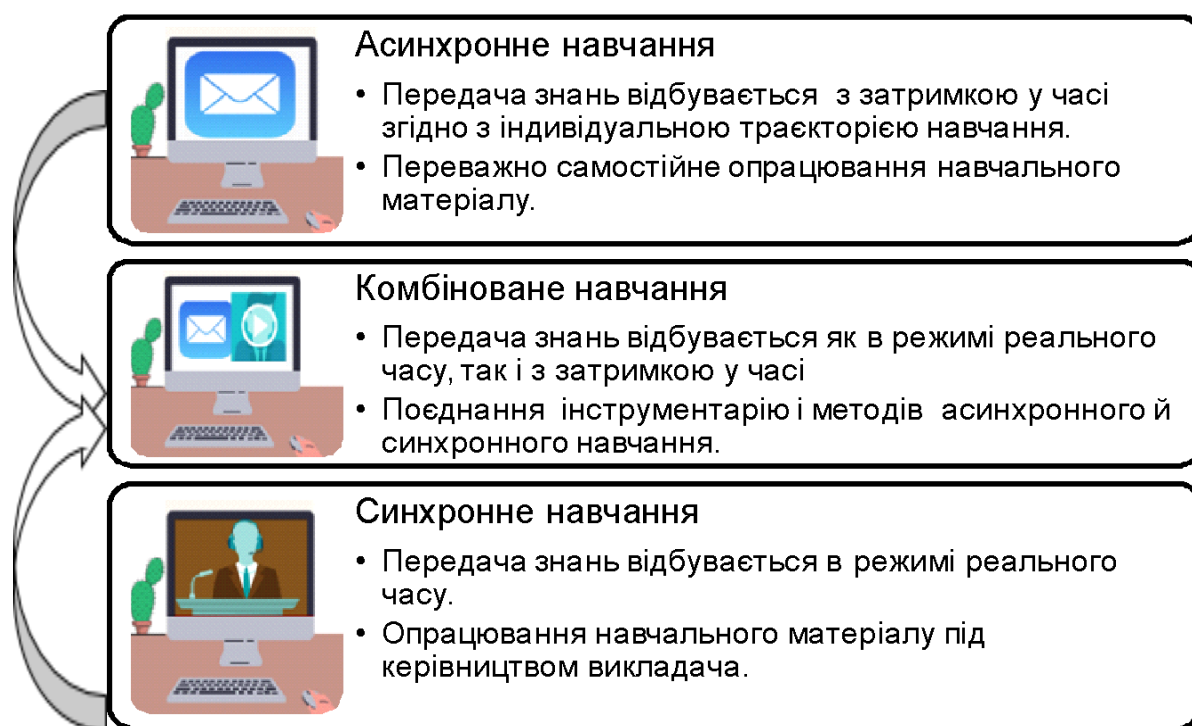 Асинхронне навчання
• Передача знань відбувається з затримкою у часі
згідно з індивідуальною траєкторією навчання.
• Переважно самостійне опрацювання навчального
матеріалу.
Комбіноване навчання
• Передача знань відбувається як в режимі реального
часу, так і з затримкою у часі
• Поєднання інструментарію і методів асинхронного й
синхронного навчання.
Синхронне навчання
• Передача знань відбувається в режимі реального
часу.
• Опрацювання навчального матеріалу під
керівництвом викладача.